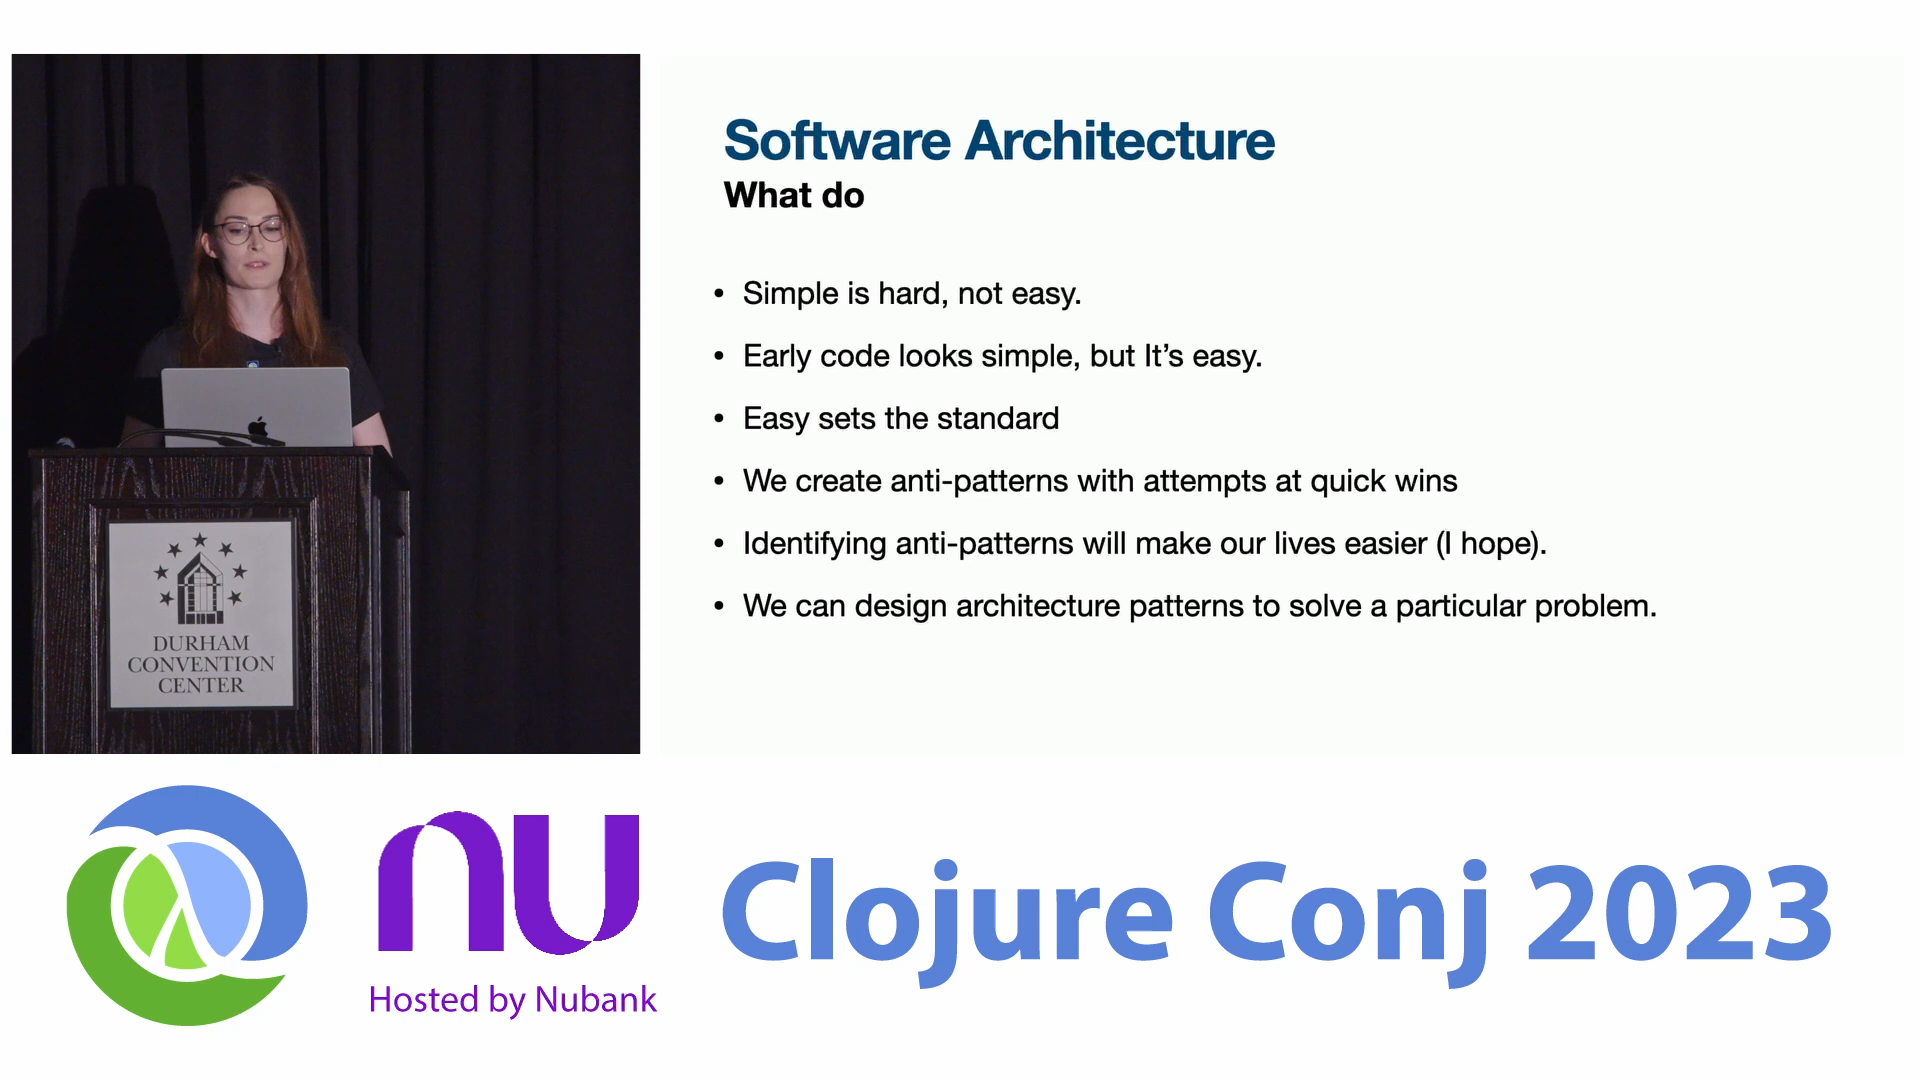 Software Architecture
What do
• Simple is hard, not easy.
• Early code looks simple, but It's easy.
• Easy sets the standard
• We create anti-patterns with attempts at quick wins
• Identifying anti-patterns will make our lives easier (I hope).
• We can design architecture patterns to solve a particular problem.
DURHAM
CONVENTION
CENTER
nu
Hosted by Nubank
Clojure Conj 2023